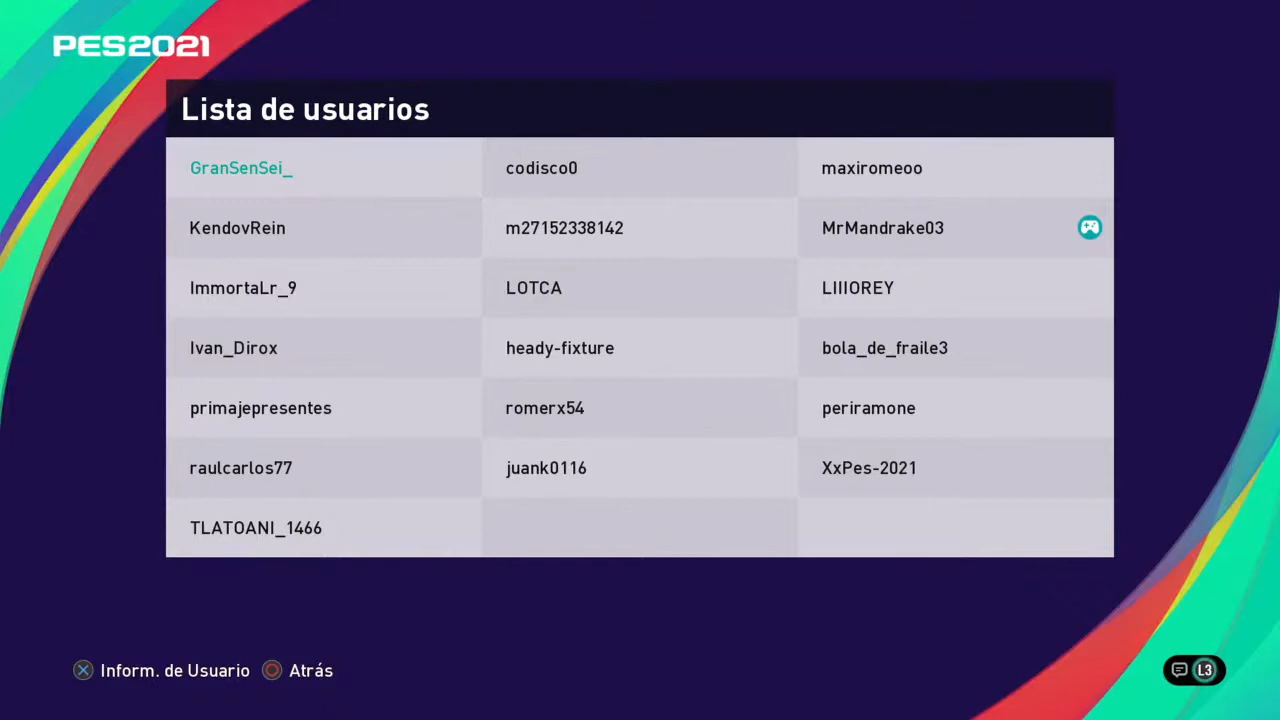 PES2021
Lista de usuarios
GranSenSei_ codisco0 maxiromeoo
KendovRein m27152338142 MrMandrake03
ImmortaLr_9 LOTCA LIIIOREY
Ivan_Dirox heady-fixture bola_de_fraile3
primajepresentes romerx54 periramone
raulcarlos77 juank0116 XxPes-2021
TLATOANI_1466
Inform. de Usuario Atrás L3